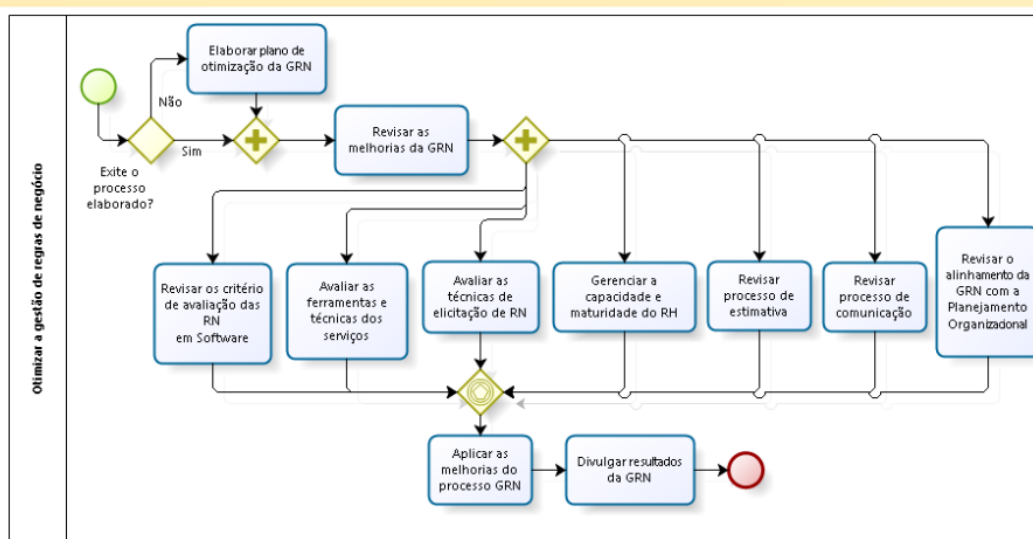 Otimizar a gestão de regras de negócio
Elaborar plano de
otimização da GRN
Não
Sim
Exite o
processo
elaborado?
Revisar as
melhorias da GRN
Revisar os critério
de avaliação das
RN
em Software
Avaliar as
ferramentas e
técnicas dos
serviços
Avaliar as
técnicas de
elicitação de RN
Gerenciar a
capacidade e
maturidade do RH
Revisar
processo de
estimativa
Revisar
processo de
comunicação
Revisar o
alinhamento da
GRN com a
Planejamento
Organizacional
Aplicar as
melhorias do
processo GRN
Divulgar resultados
da GRN